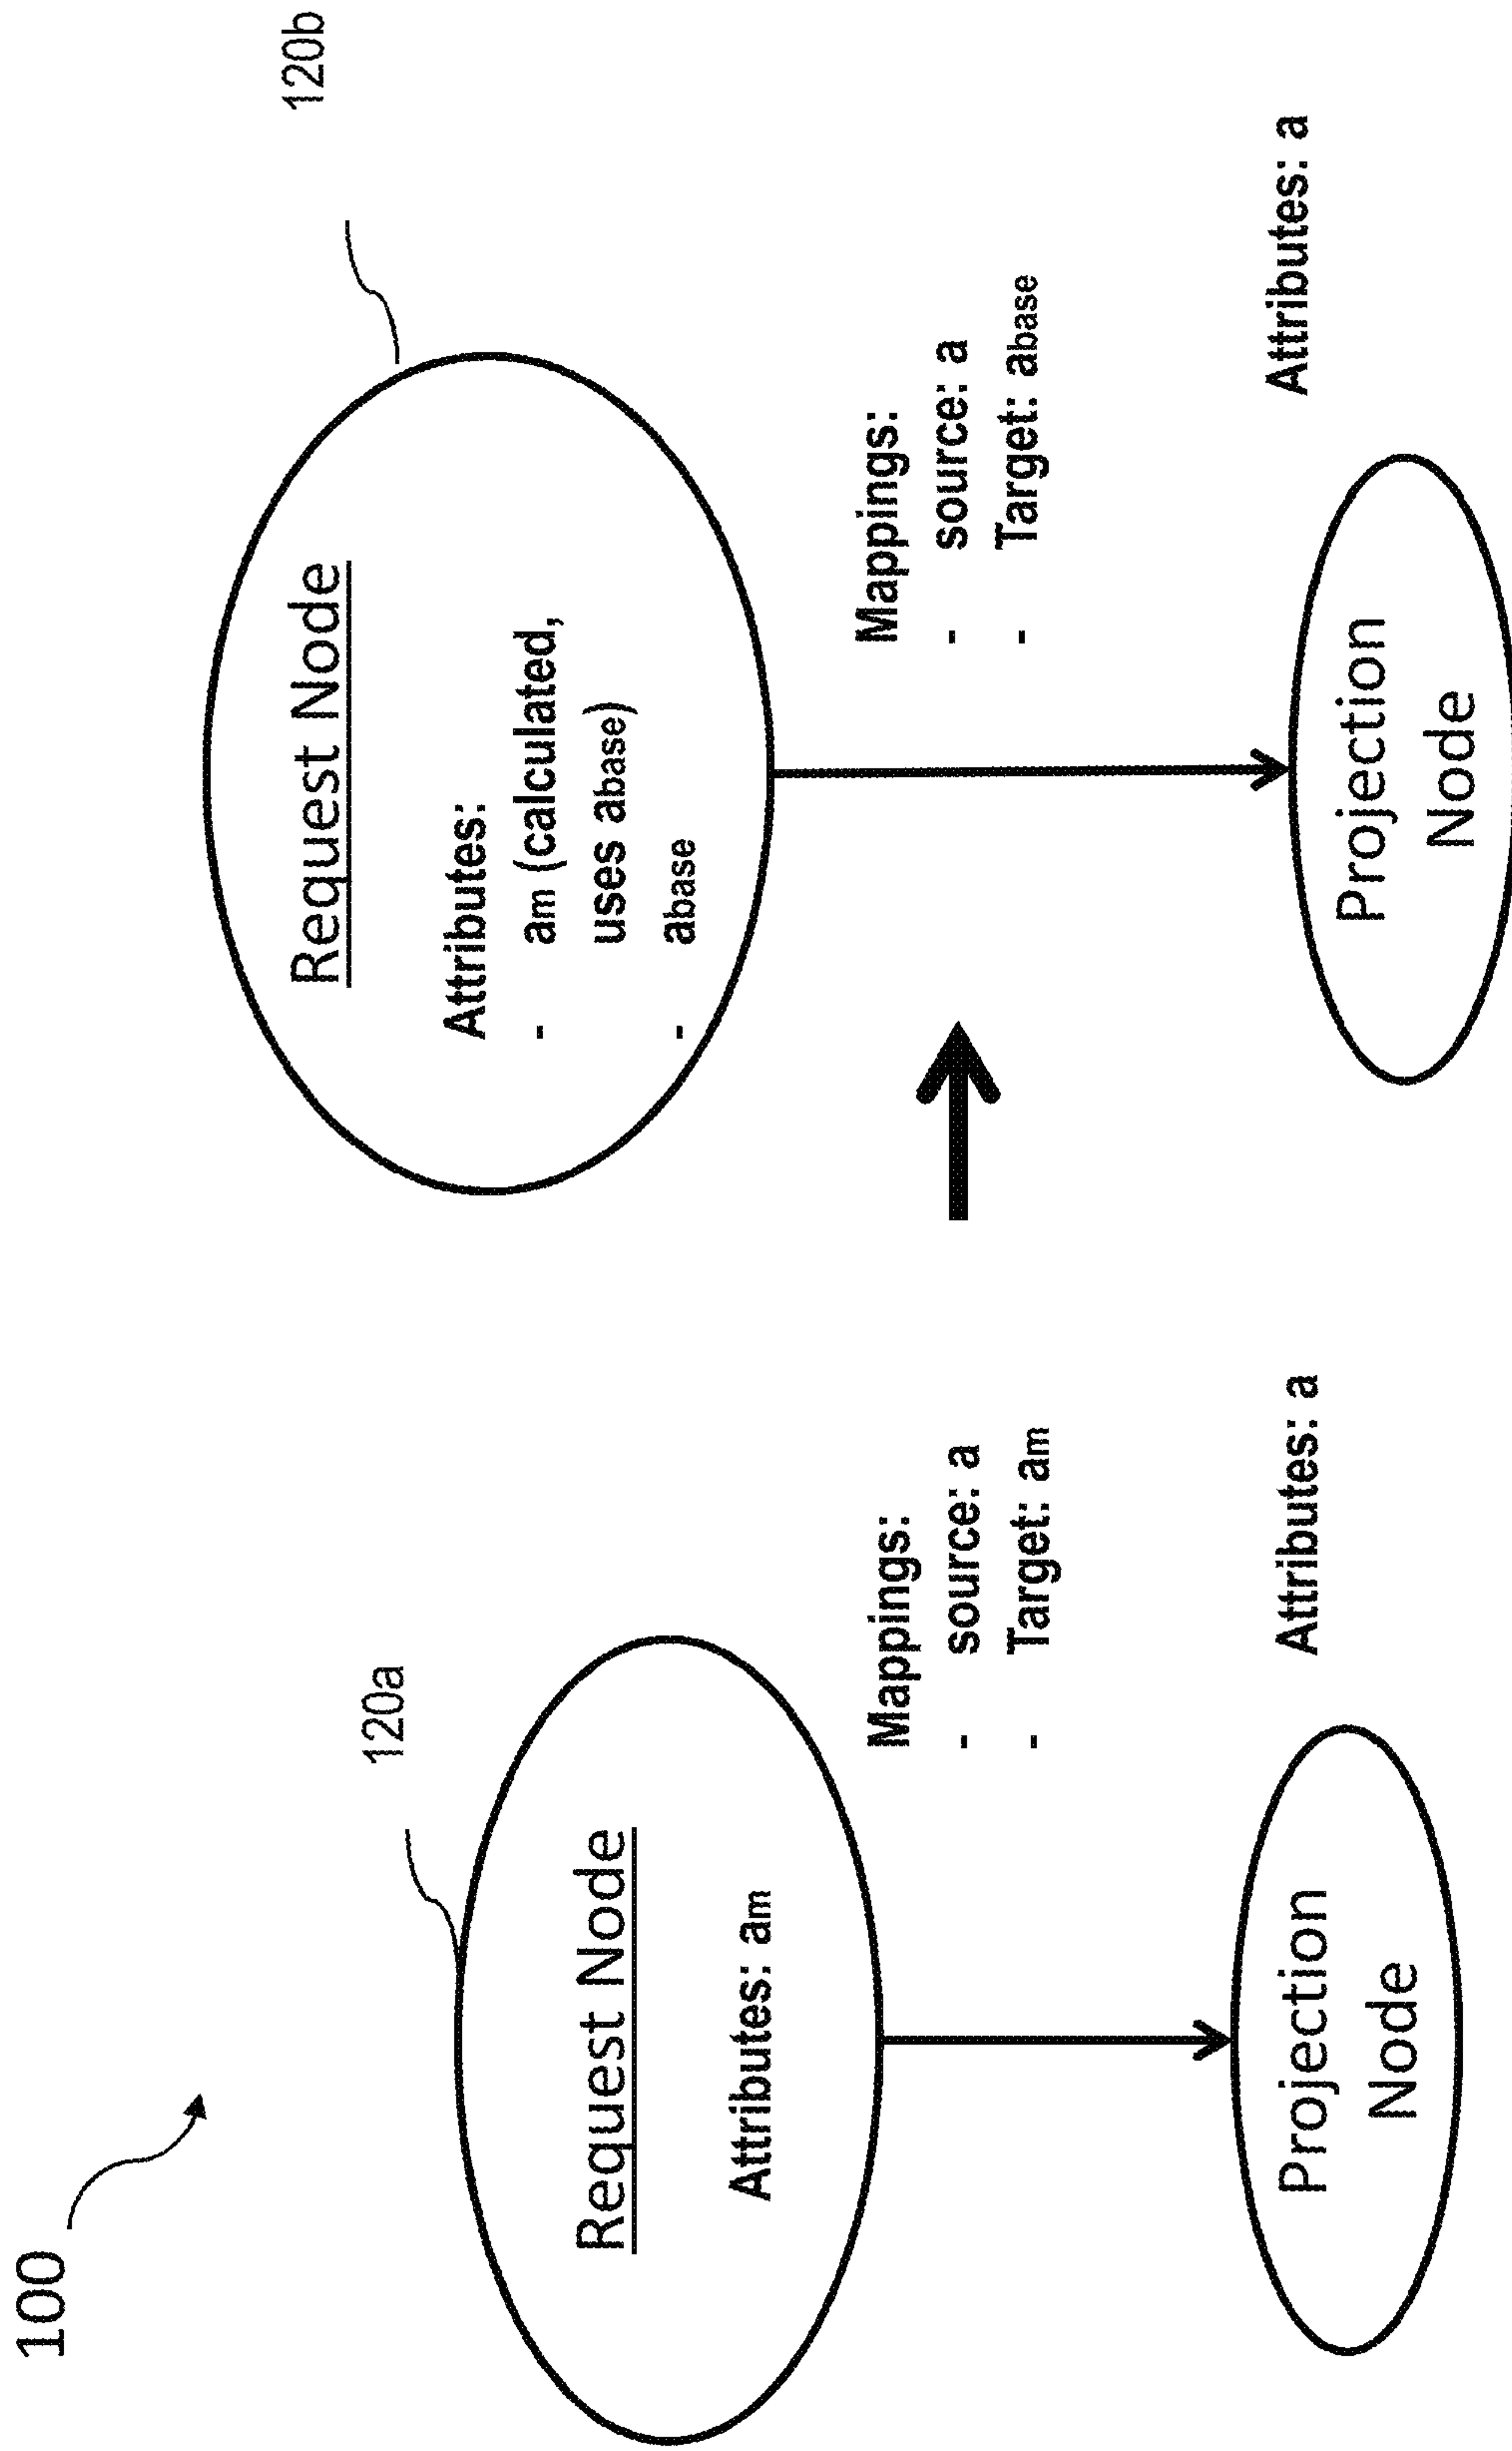 100
120a
Request Node
Attributes: am
Mappings:
- source: a
- Target: am
Attributes: a
Projection
Node
120b
Request Node
Attributes:
- am (calculated,
uses abase)
- abase
Mappings:
- source: a
- Target: abase
Attributes: a
Projection
Node